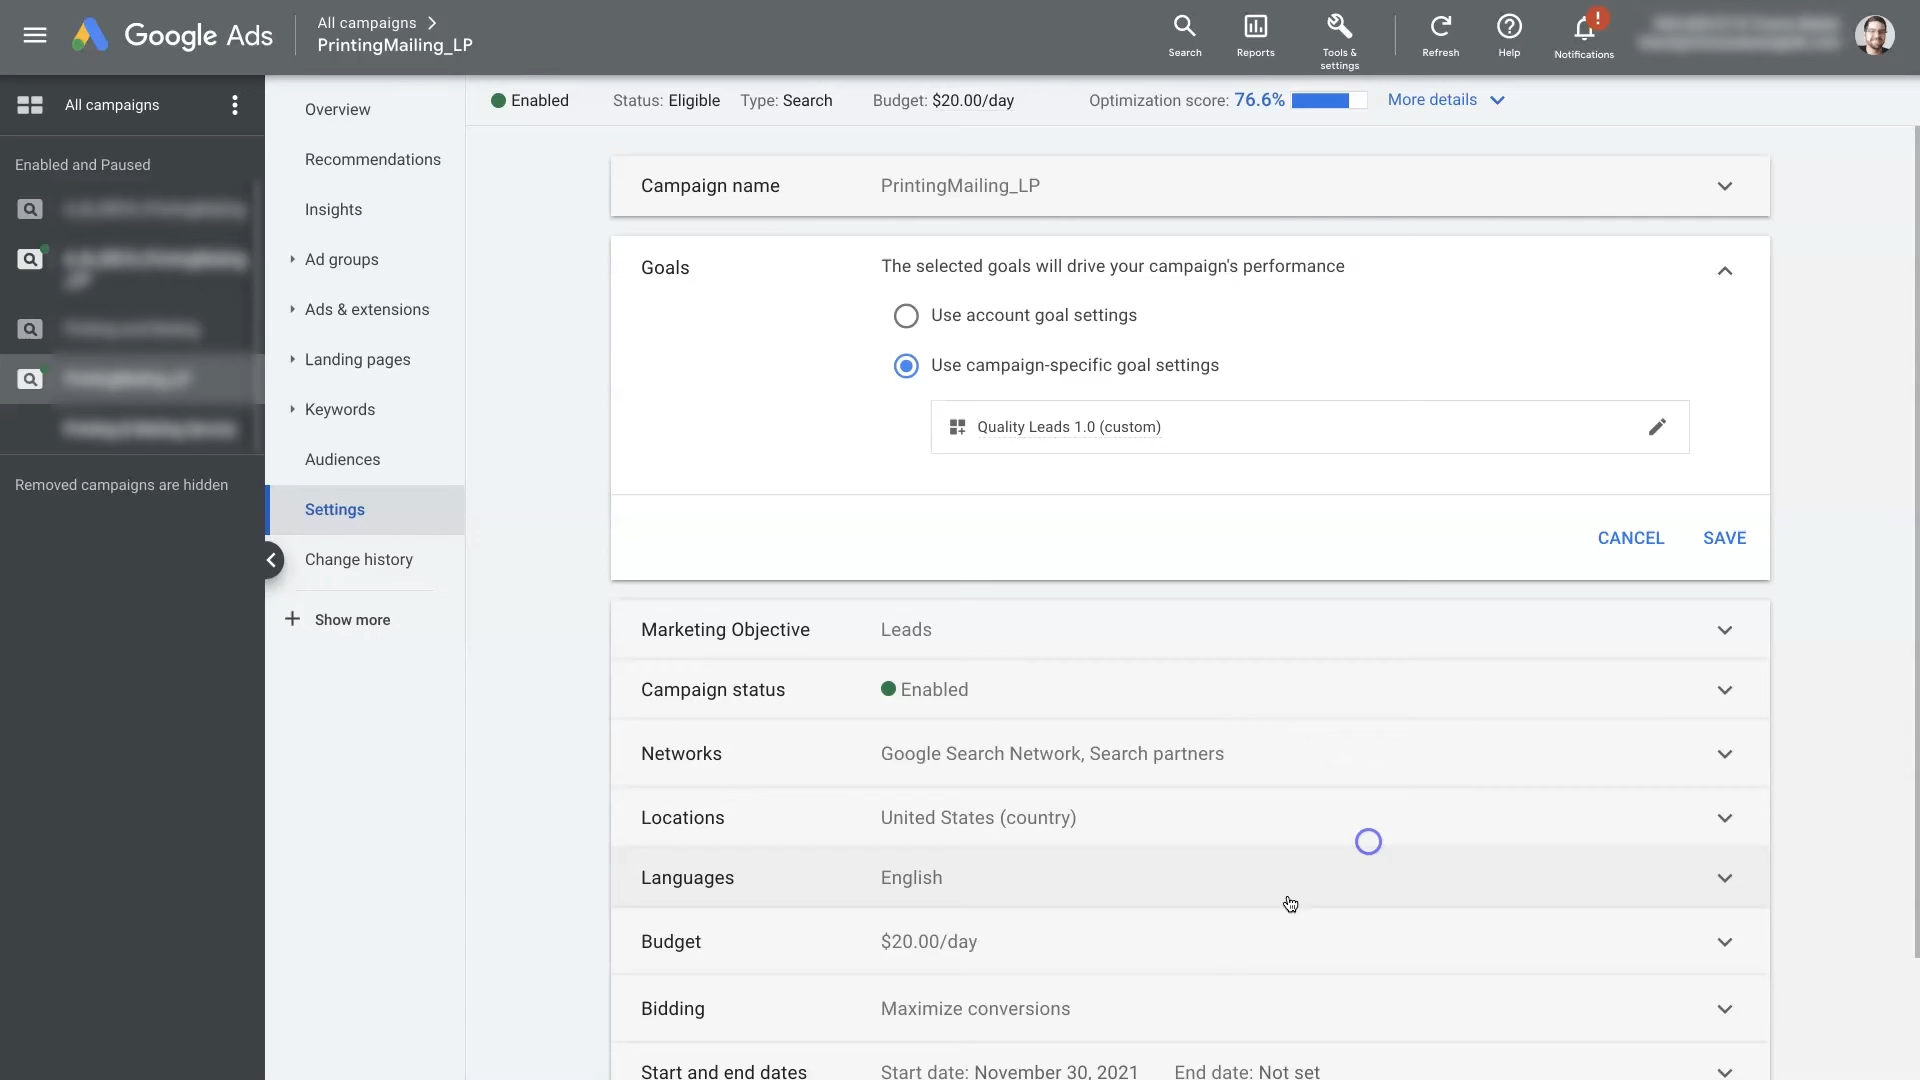 Google Ads
All campaigns
PrintingMailing_LP
Search
Reports
Tools &
settings
Refresh
Help
!
Notifications
All campaigns
Enabled and Paused
Removed campaigns are hidden
Overview
Recommendations
Insights
Ad groups
Ads & extensions
Landing pages
Keywords
Audiences
Settings
Change history
+ Show more
Enabled Status: Eligible Type: Search Budget: $20.00/day Optimization score: 76.6% More details
Campaign name PrintingMailing_LP
Goals The selected goals will drive your campaign's performance
Use account goal settings
Use campaign-specific goal settings
Quality Leads 1.0 (custom)
CANCEL SAVE
Marketing Objective Leads
Campaign status Enabled
Networks Google Search Network, Search partners
Locations United States (country)
Languages English
Budget $20.00/day
Bidding Maximize conversions
Start and end dates Start date: November 30, 2021 End date: Not set